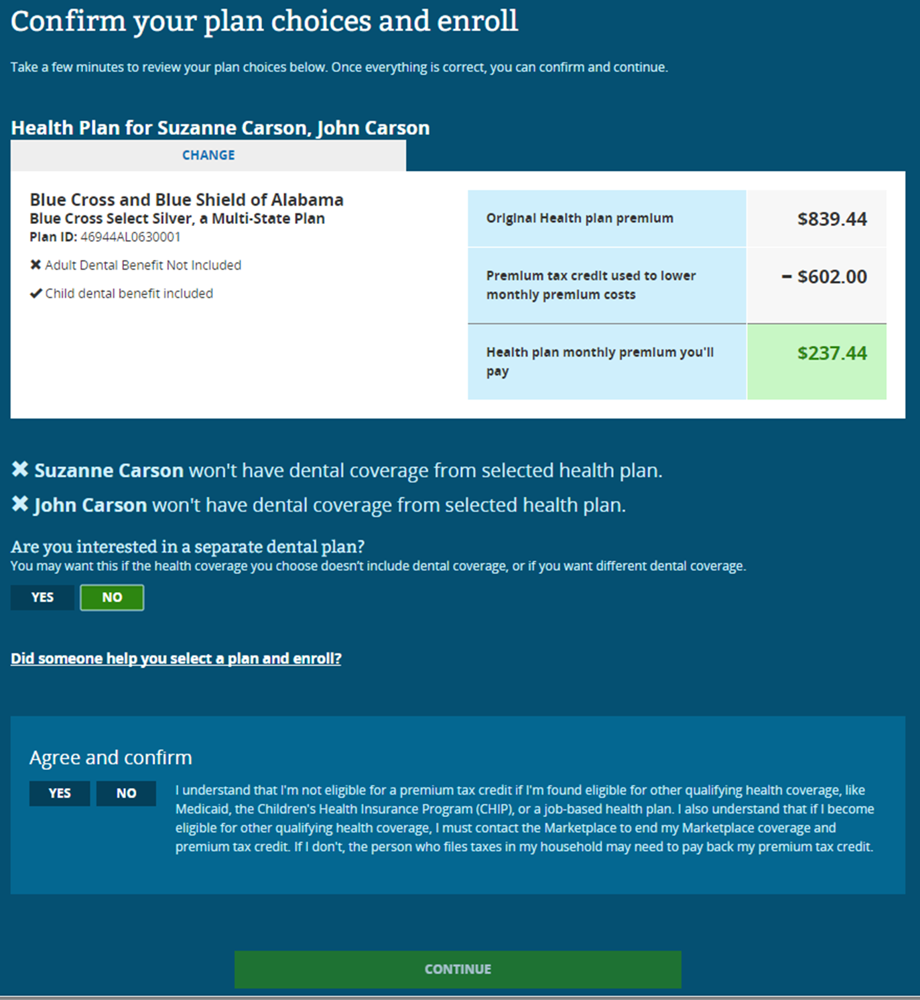 Confirm your plan choices and enroll
Take a few minutes to review your plan choices below. Once everything is correct, you can confirm and continue.
Health Plan for Suzanne Carson, John Carson
CHANGE
Blue Cross and Blue Shield of Alabama
Blue Cross Select Silver, a Multi-State Plan
Plan ID: 46944AL0630001
✖ Adult Dental Benefit Not Included
✔ Child dental benefit included
Original Health plan premium $839.44
Premium tax credit used to lower – $602.00
monthly premium costs
Health plan monthly premium you'll $237.44
pay
✖ Suzanne Carson won't have dental coverage from selected health plan.
✖ John Carson won't have dental coverage from selected health plan.
Are you interested in a separate dental plan?
You may want this if the health coverage you choose doesn't include dental coverage, or if you want different dental coverage.
YES NO
Did someone help you select a plan and enroll?
Agree and confirm
YES NO
I understand that I'm not eligible for a premium tax credit if I'm found eligible for other qualifying health coverage, like
Medicaid, the Children's Health Insurance Program (CHIP), or a job-based health plan. I also understand that if I become
eligible for other qualifying health coverage, I must contact the Marketplace to end my Marketplace coverage and
premium tax credit. If I don't, the person who files taxes in my household may need to pay back my premium tax credit.
CONTINUE